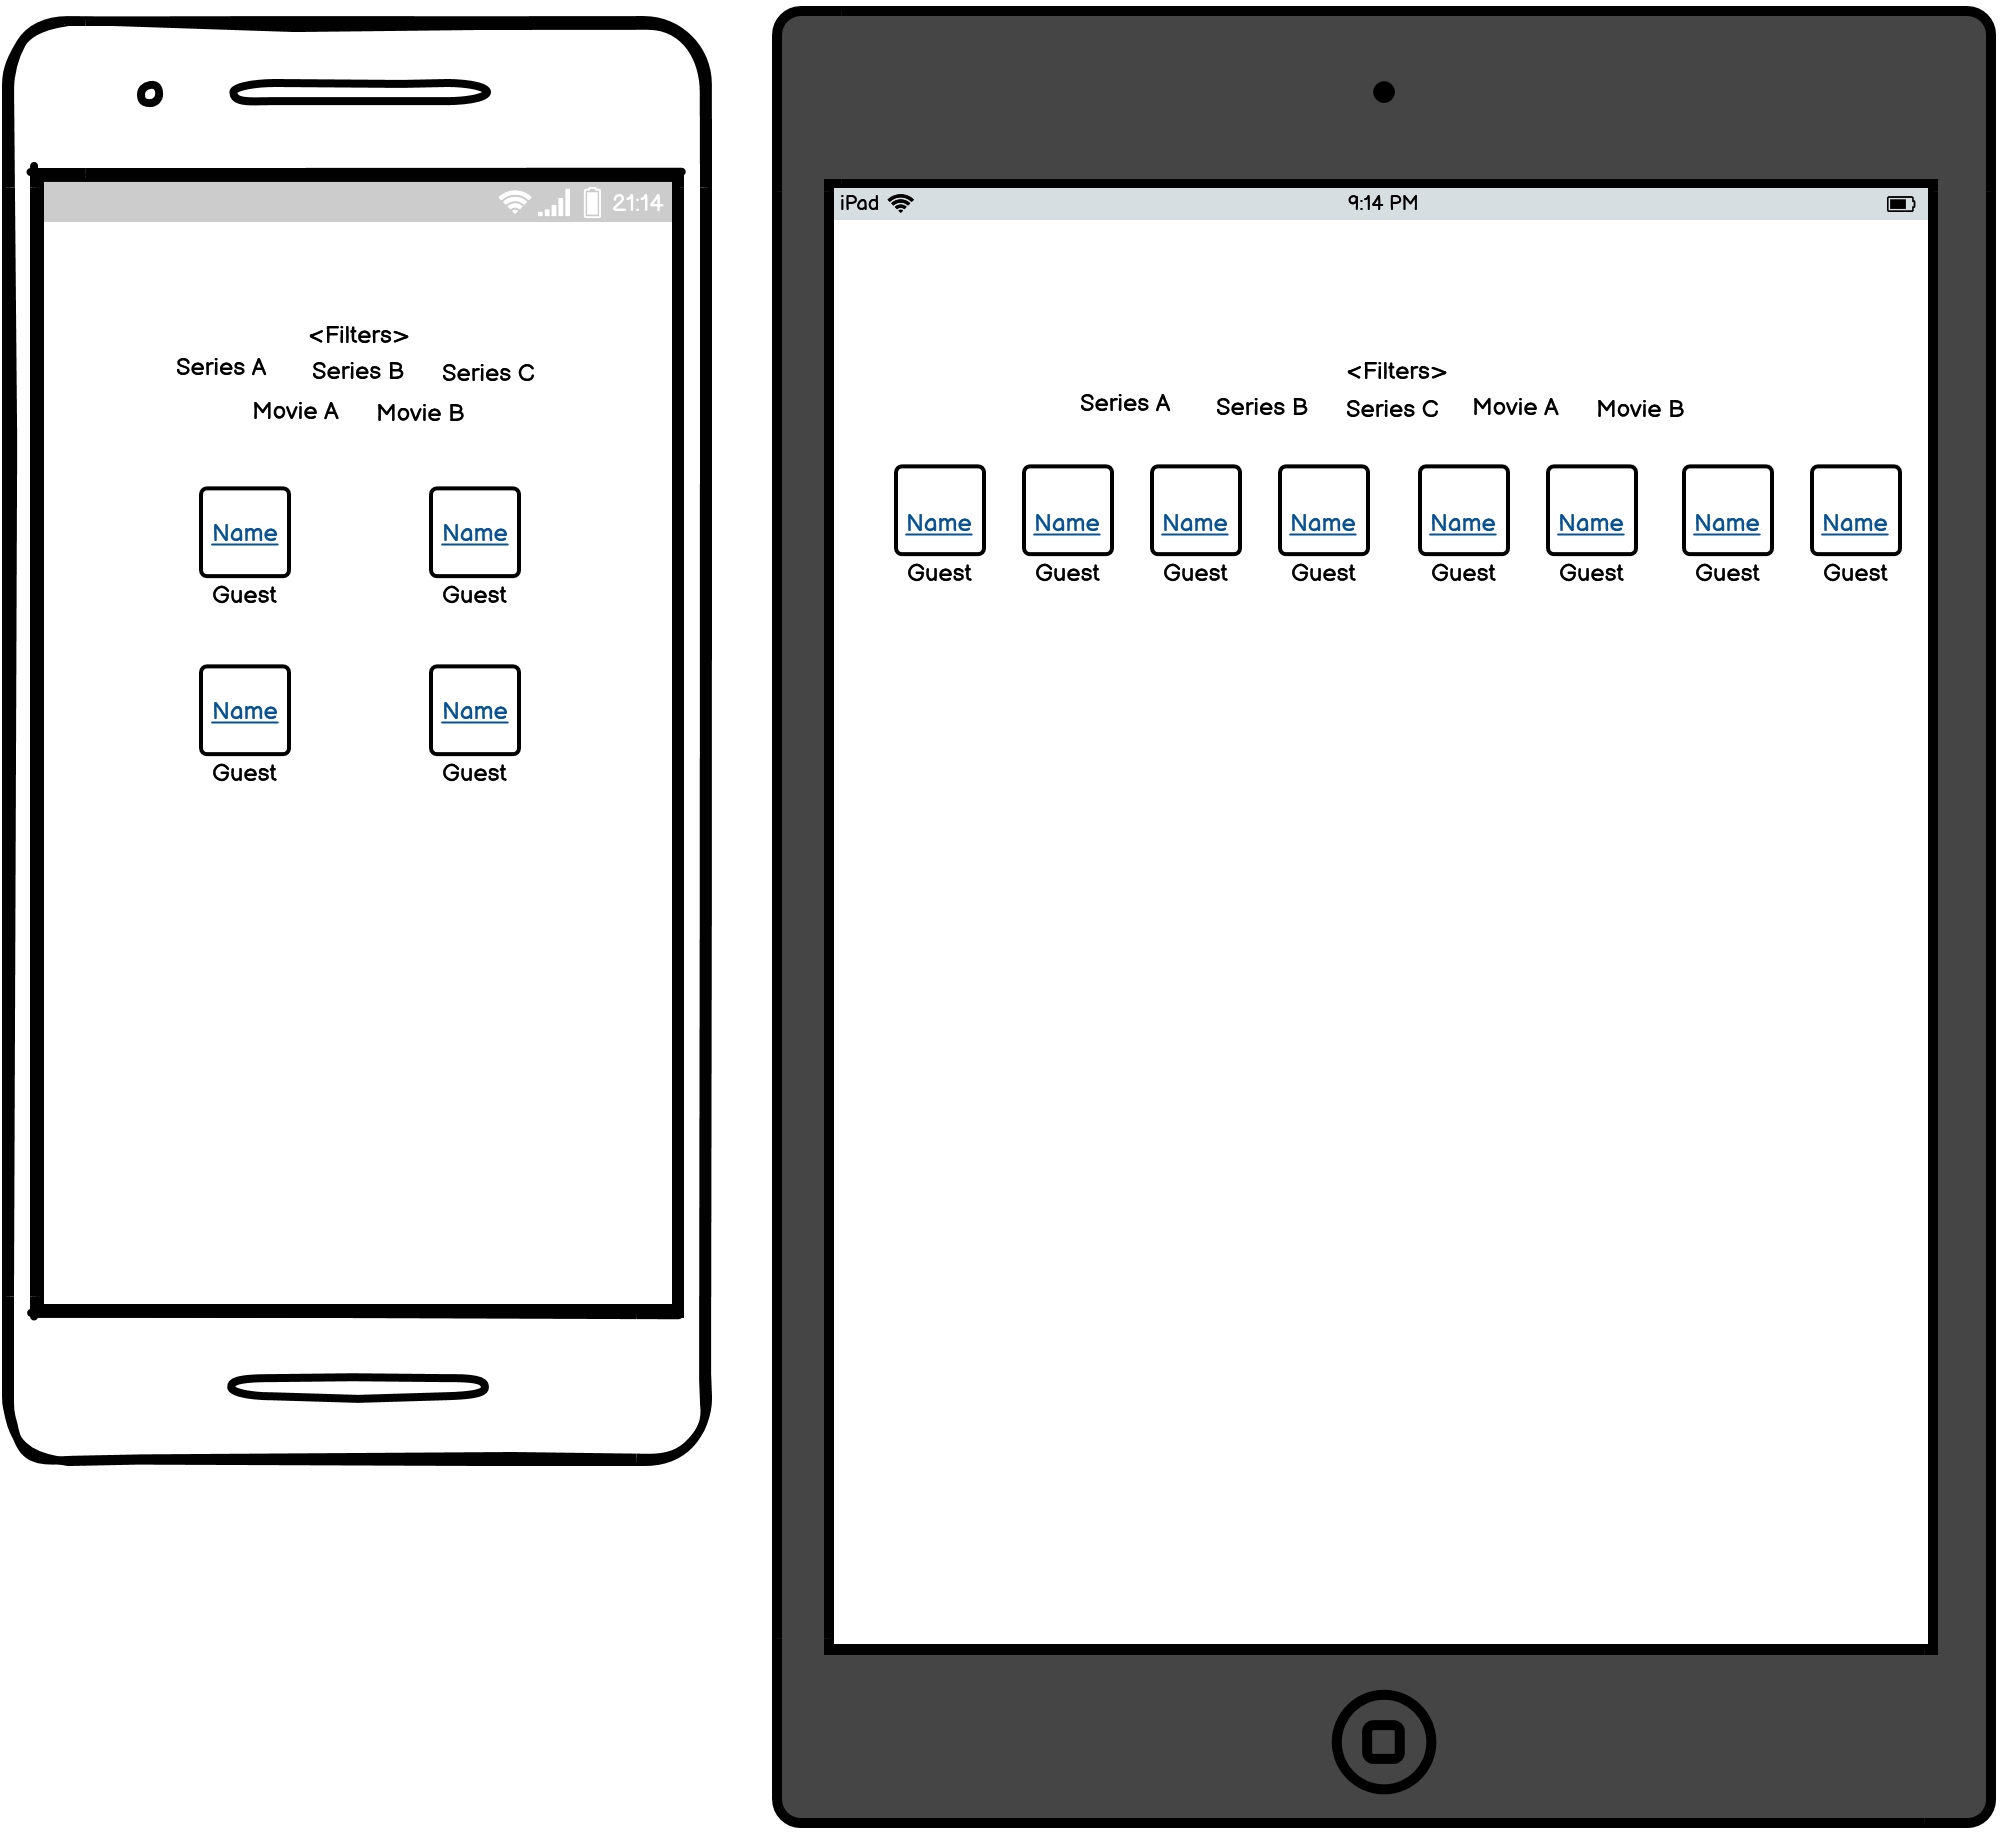 21:14
<Filters>
Series A Series B Series C
Movie A Movie B
Name Name
Guest Guest
Name Name
Guest Guest
iPad 9:14 PM
<Filters>
Series A Series B Series C Movie A Movie B
Name Name Name Name Name Name Name Name
Guest Guest Guest Guest Guest Guest Guest Guest